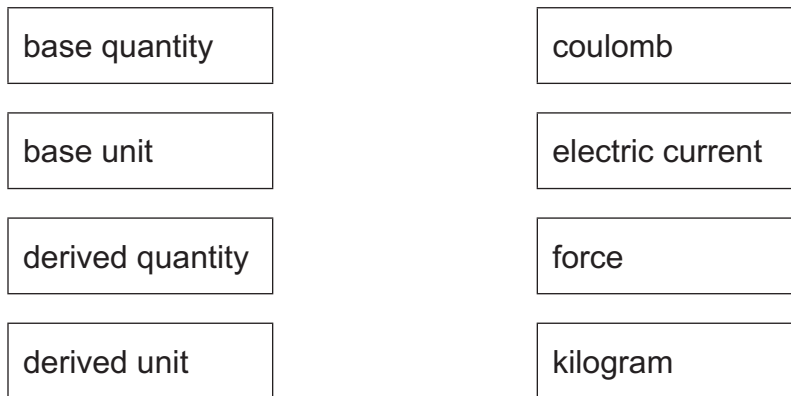 base quantity
coulomb
base unit
electric current
derived quantity
force
derived unit
kilogram